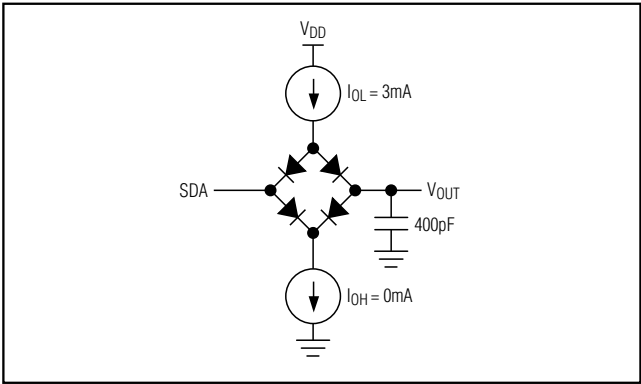 VDD
IOL = 3mA
SDA
VOUT
400pF
IOH = 0mA